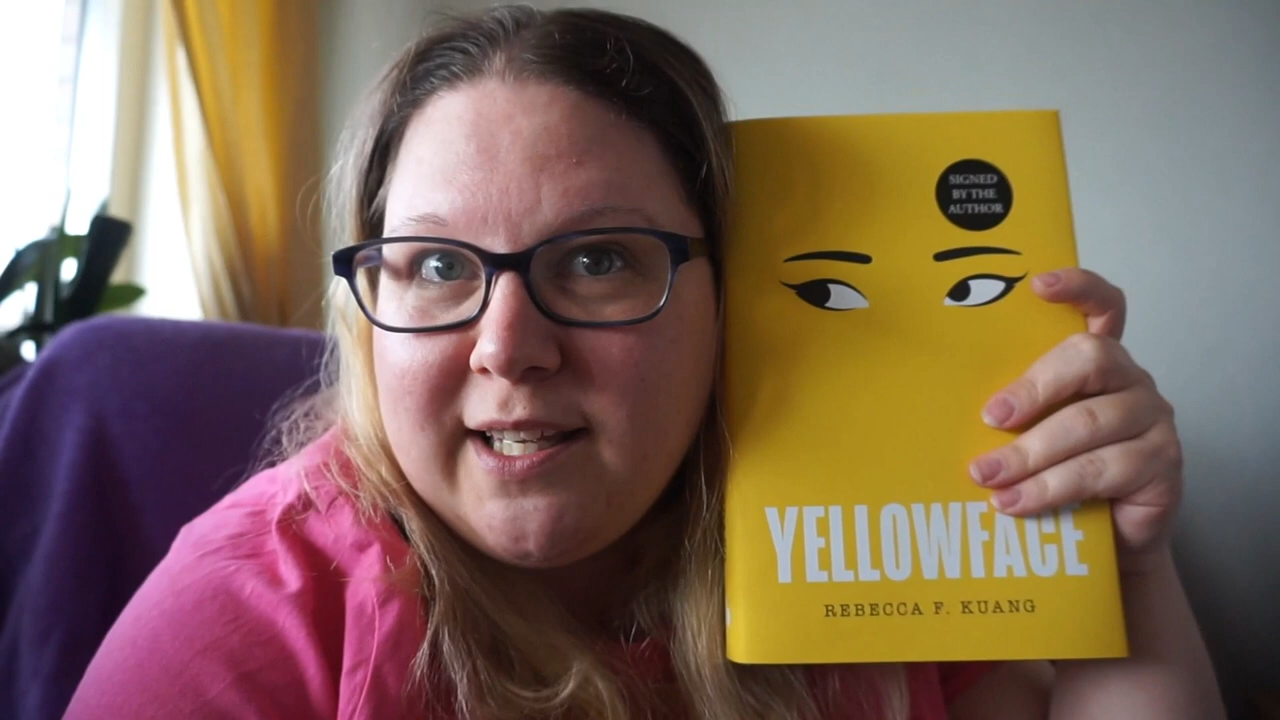 SIGNED
BY THE
AUTHOR
YELLOWFACE
REBECCA F. KUANG